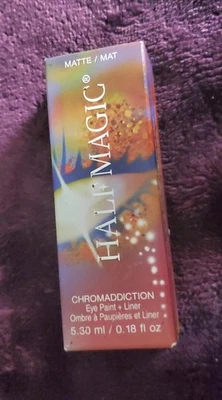 MATTE / MAT
HALF MAGIC®
CHROMADDICTION
Eye Paint + Liner
Ombre à Paupières et Liner
5.30 ml / 0.18 fl oz